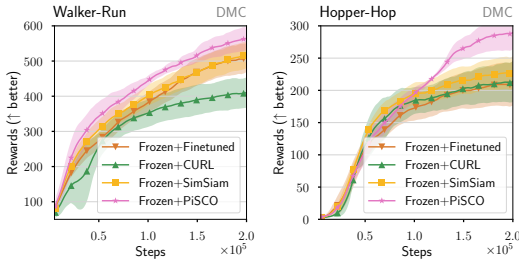 Walker-Run DMC
Rewards (↑ better)
600
500
400
300
200
100
Frozen+Finetuned
Frozen+CURL
Frozen+SimSiam
Frozen+PiSCO
0.5 1.0 1.5 2.0
Steps ×10⁵
Hopper-Hop DMC
Rewards (↑ better)
300
250
200
150
100
50
0
Frozen+Finetuned
Frozen+CURL
Frozen+SimSiam
Frozen+PiSCO
0.5 1.0 1.5 2.0
Steps ×10⁵